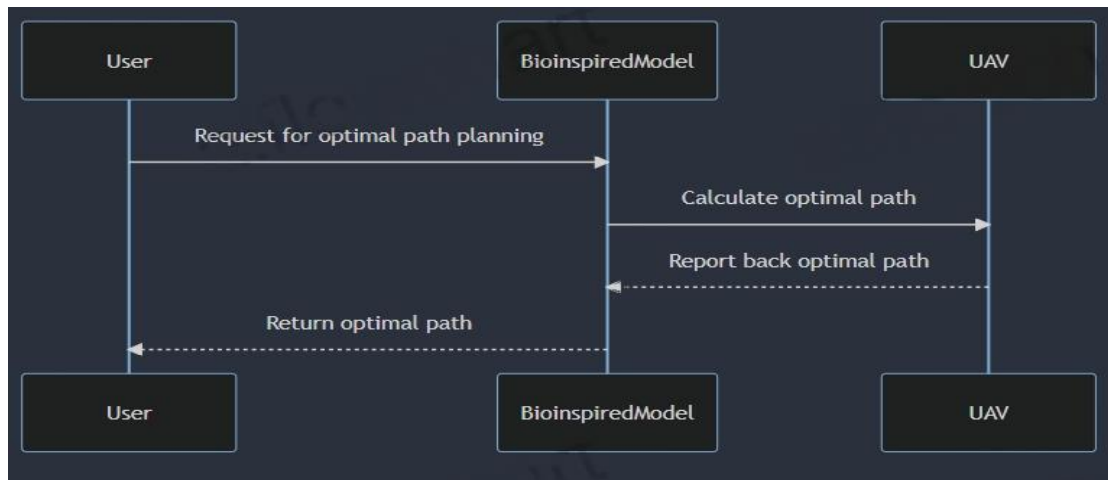 User
BioinspiredModel
UAV
Request for optimal path planning
Calculate optimal path
Report back optimal path
Return optimal path
User
BioinspiredModel
UAV